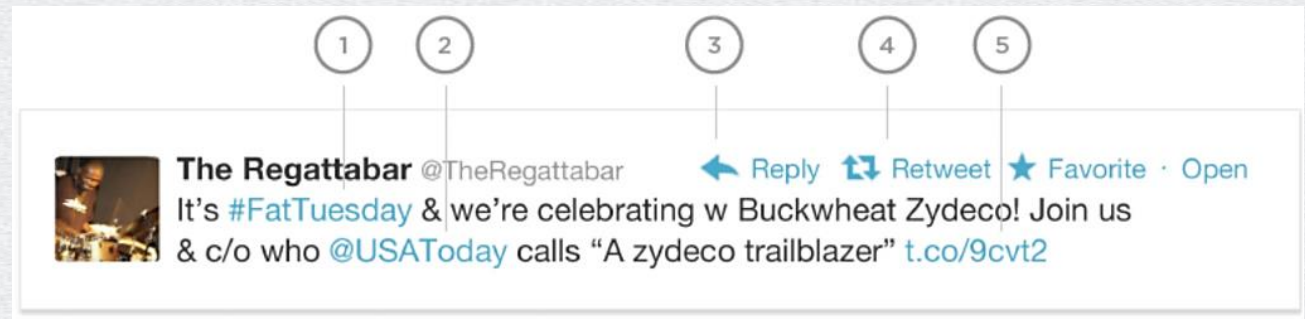 1 2 3 4 5
The Regattabar @TheRegattabar Reply Retweet Favorite · Open
It's #FatTuesday & we're celebrating w Buckwheat Zydeco! Join us
& c/o who @USAToday calls “A zydeco trailblazer” t.co/9cvt2